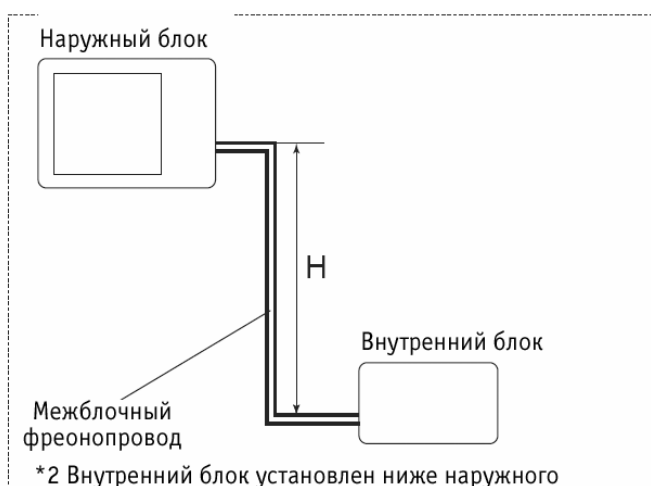 Наружный блок
H
Внутренний блок
Межблочный
фреонопровод
*2 Внутренний блок установлен ниже наружного